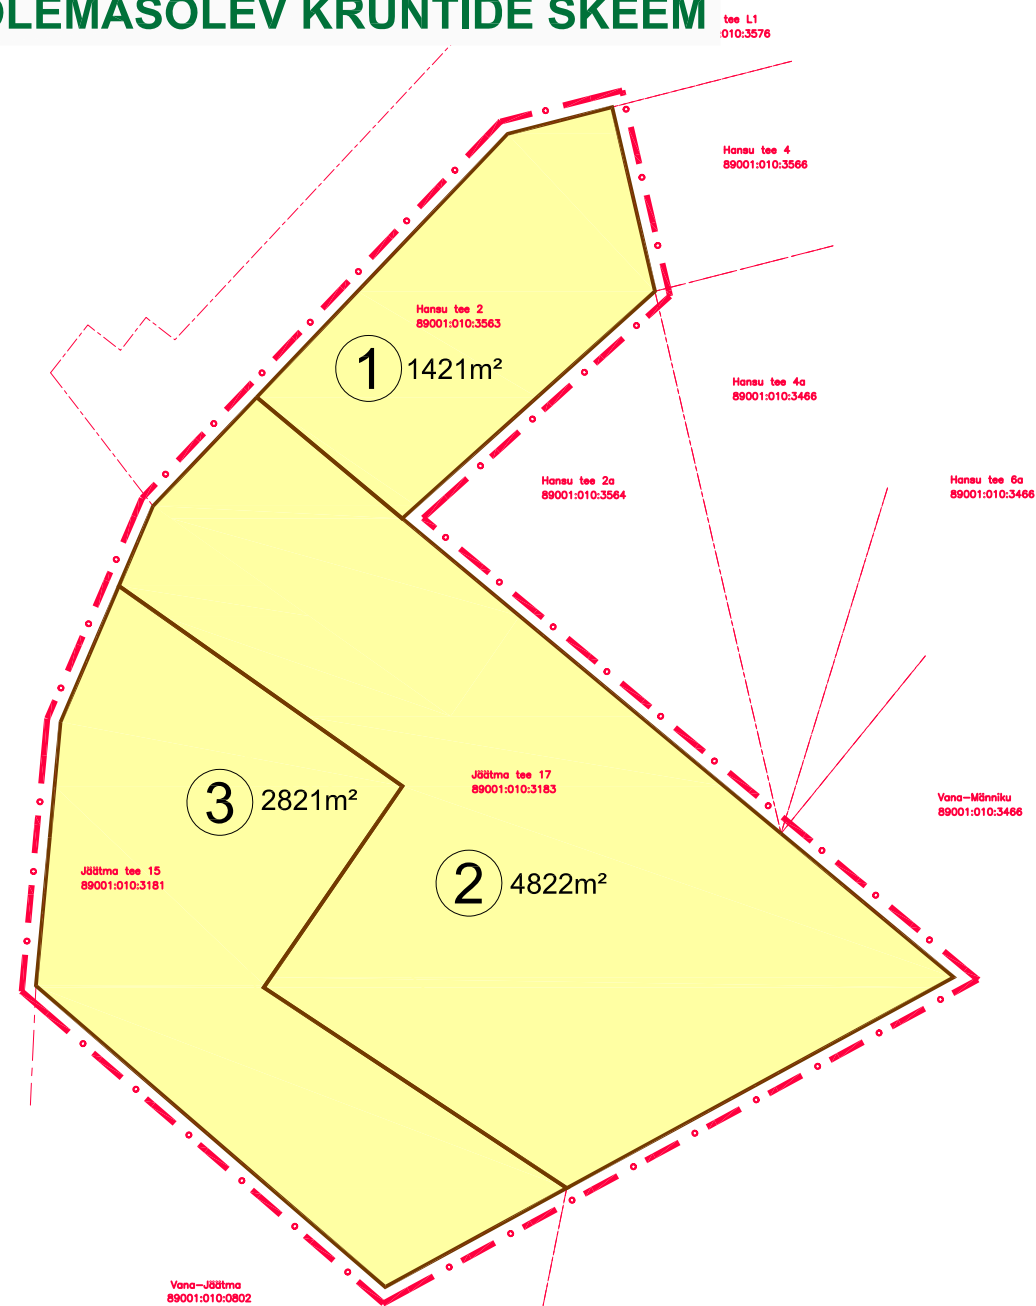 OLEMASOLEV KRUNTIDE SKEEM
tee L1
:010:3576
Hansu tee 4
89001:010:3566
Hansu tee 2
89001:010:3563
1 1421m²
Hansu tee 4a
89001:010:3466
Hansu tee 2a
89001:010:3564
Hansu tee 6a
89001:010:3466
Jäätma tee 17
89001:010:3183
3 2821m²
Vana-Männiku
89001:010:3466
Jäätma tee 15
89001:010:3181
2 4822m²
Vana-Jäätma
89001:010:0802